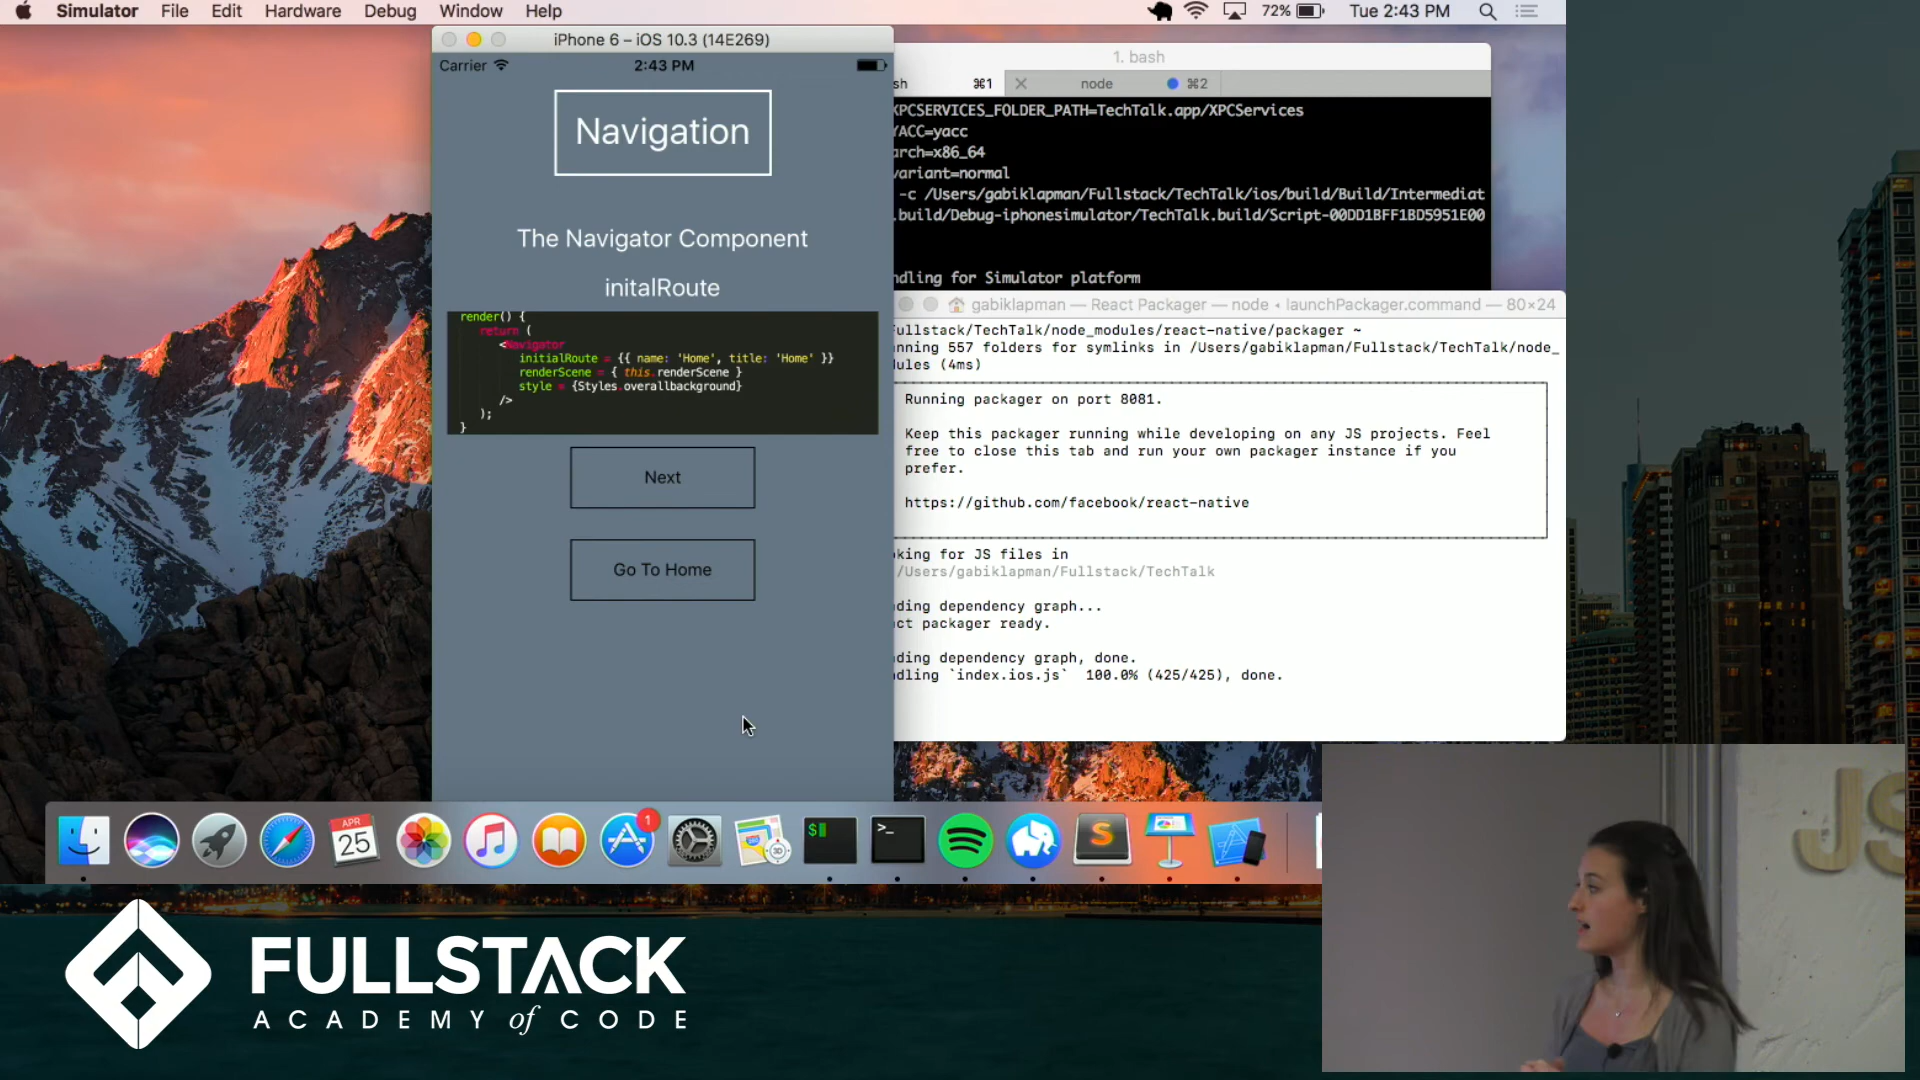 Simulator File Edit Hardware Debug Window Help
72% Tue 2:43 PM
iPhone 6 – iOS 10.3 (14E269)
Carrier 2:43 PM
Navigation
The Navigator Component
initalRoute
render() {
return (
<Navigator
initialRoute = {{ name: 'Home', title: 'Home' }}
renderScene = { this.renderScene }
style = {Styles.overallbackground}
/>
);
}
Next
Go To Home
1. bash
sh ⌘1 node ⌘2
XPCSERVICES_FOLDER_PATH=TechTalk.app/XPCServices
YACC=yacc
arch=x86_64
variant=normal
-c /Users/gabiklapman/Fullstack/TechTalk/ios/build/Build/Intermediat
.build/Debug-iphonesimulator/TechTalk.build/Script-00DD1BFF1BD5951E00
ndling for Simulator platform
gabiklapman — React Packager — node ◂ launchPackager.command — 80×24
Fullstack/TechTalk/node_modules/react-native/packager ~
nning 557 folders for symlinks in /Users/gabiklapman/Fullstack/TechTalk/node_
dules (4ms)
Running packager on port 8081.
Keep this packager running while developing on any JS projects. Feel
free to close this tab and run your own packager instance if you
prefer.
https://github.com/facebook/react-native
oking for JS files in
/Users/gabiklapman/Fullstack/TechTalk
ading dependency graph...
act packager ready.
ading dependency graph, done.
ndling `index.ios.js` 100.0% (425/425), done.
APR
25
1
3D
$
>_
S
JS
FULLSTACK
ACADEMY of CODE